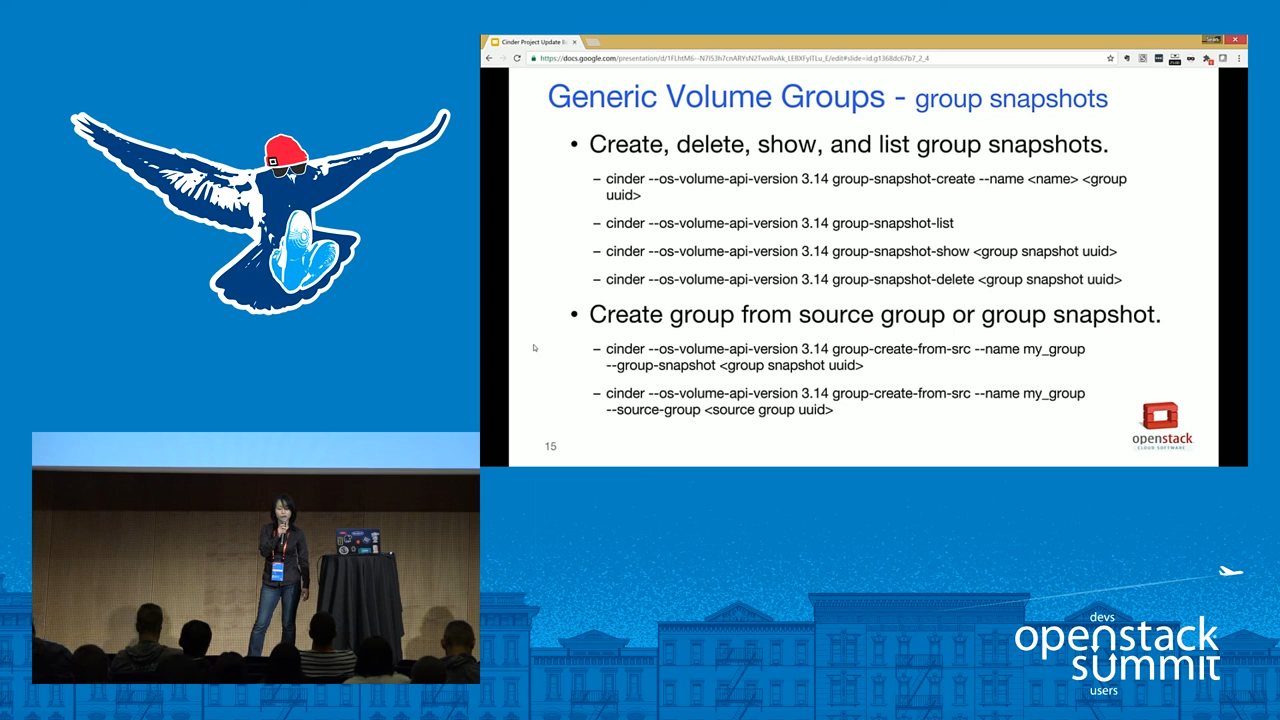 Cinder Project Update B
https://docs.google.com/presentation/d/1FLhtM6--N7I53h7cnARYsN2TwxRvAk_LEBXFyITLu_E/edit#slide=id.g1368dc67b7_2_4
Generic Volume Groups - group snapshots
• Create, delete, show, and list group snapshots.
– cinder --os-volume-api-version 3.14 group-snapshot-create --name <name> <group
uuid>
– cinder --os-volume-api-version 3.14 group-snapshot-list
– cinder --os-volume-api-version 3.14 group-snapshot-show <group snapshot uuid>
– cinder --os-volume-api-version 3.14 group-snapshot-delete <group snapshot uuid>
• Create group from source group or group snapshot.
– cinder --os-volume-api-version 3.14 group-create-from-src --name my_group
--group-snapshot <group snapshot uuid>
– cinder --os-volume-api-version 3.14 group-create-from-src --name my_group
--source-group <source group uuid>
15
openstack
CLOUD SOFTWARE
devs
openstack
summit
users